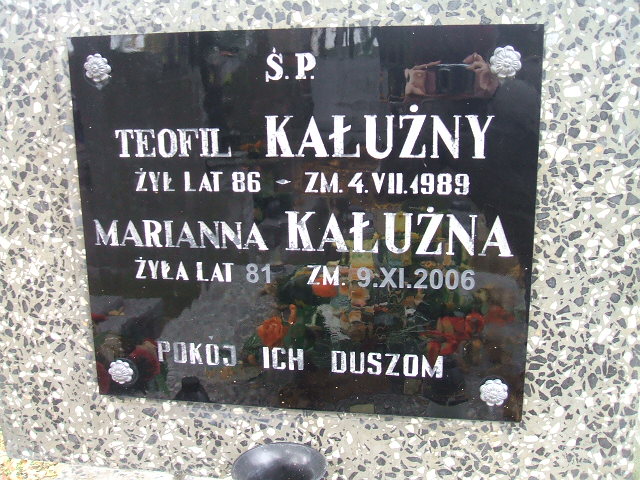 Ś.P.
TEOFIL KAŁUŻNY
ŻYŁ LAT 86 - ZM. 4.VII.1989
MARIANNA KAŁUŻNA
ŻYŁA LAT 81 ZM. 9.XI.2006
POKÓJ ICH DUSZOM